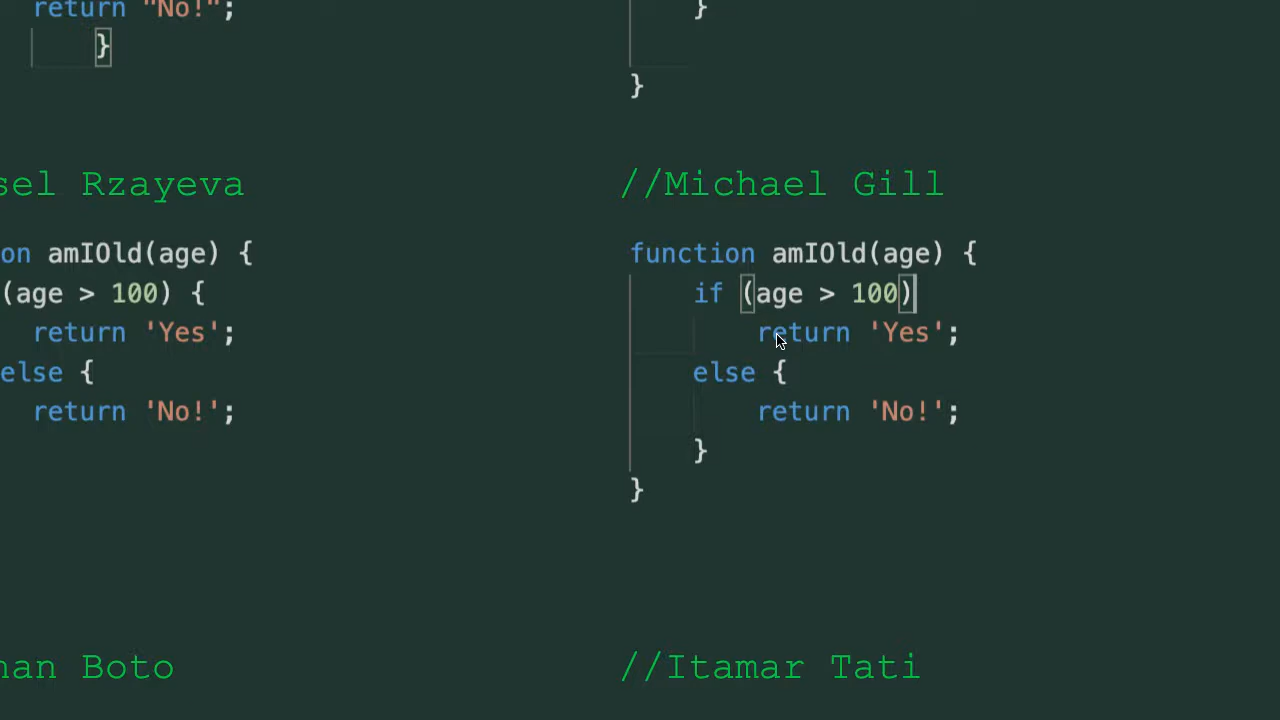 return "No!";
}
}
}
sel Rzayeva
on amIOld(age) {
(age > 100) {
return 'Yes';
else {
return 'No!';
//Michael Gill
function amIOld(age) {
if (age > 100)
return 'Yes';
else {
return 'No!';
}
}
nan Boto
//Itamar Tati